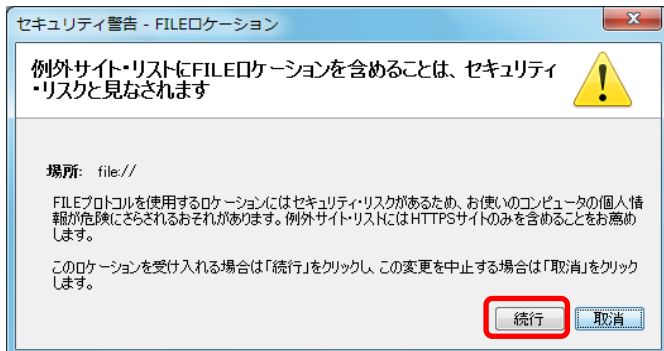 セキュリティ警告 - FILEロケーション
例外サイト・リストにFILEロケーションを含めることは、セキュリティ
・リスクと見なされます
場所: file://
FILEプロトコルを使用するロケーションにはセキュリティ・リスクがあるため、お使いのコンピュータの個人情
報が危険にさらされるおそれがあります。例外サイト・リストにはHTTPSサイトのみを含めることをお薦め
します。
このロケーションを受け入れる場合は「続行」をクリックし、この変更を中止する場合は「取消」をクリック
します。
続行 取消